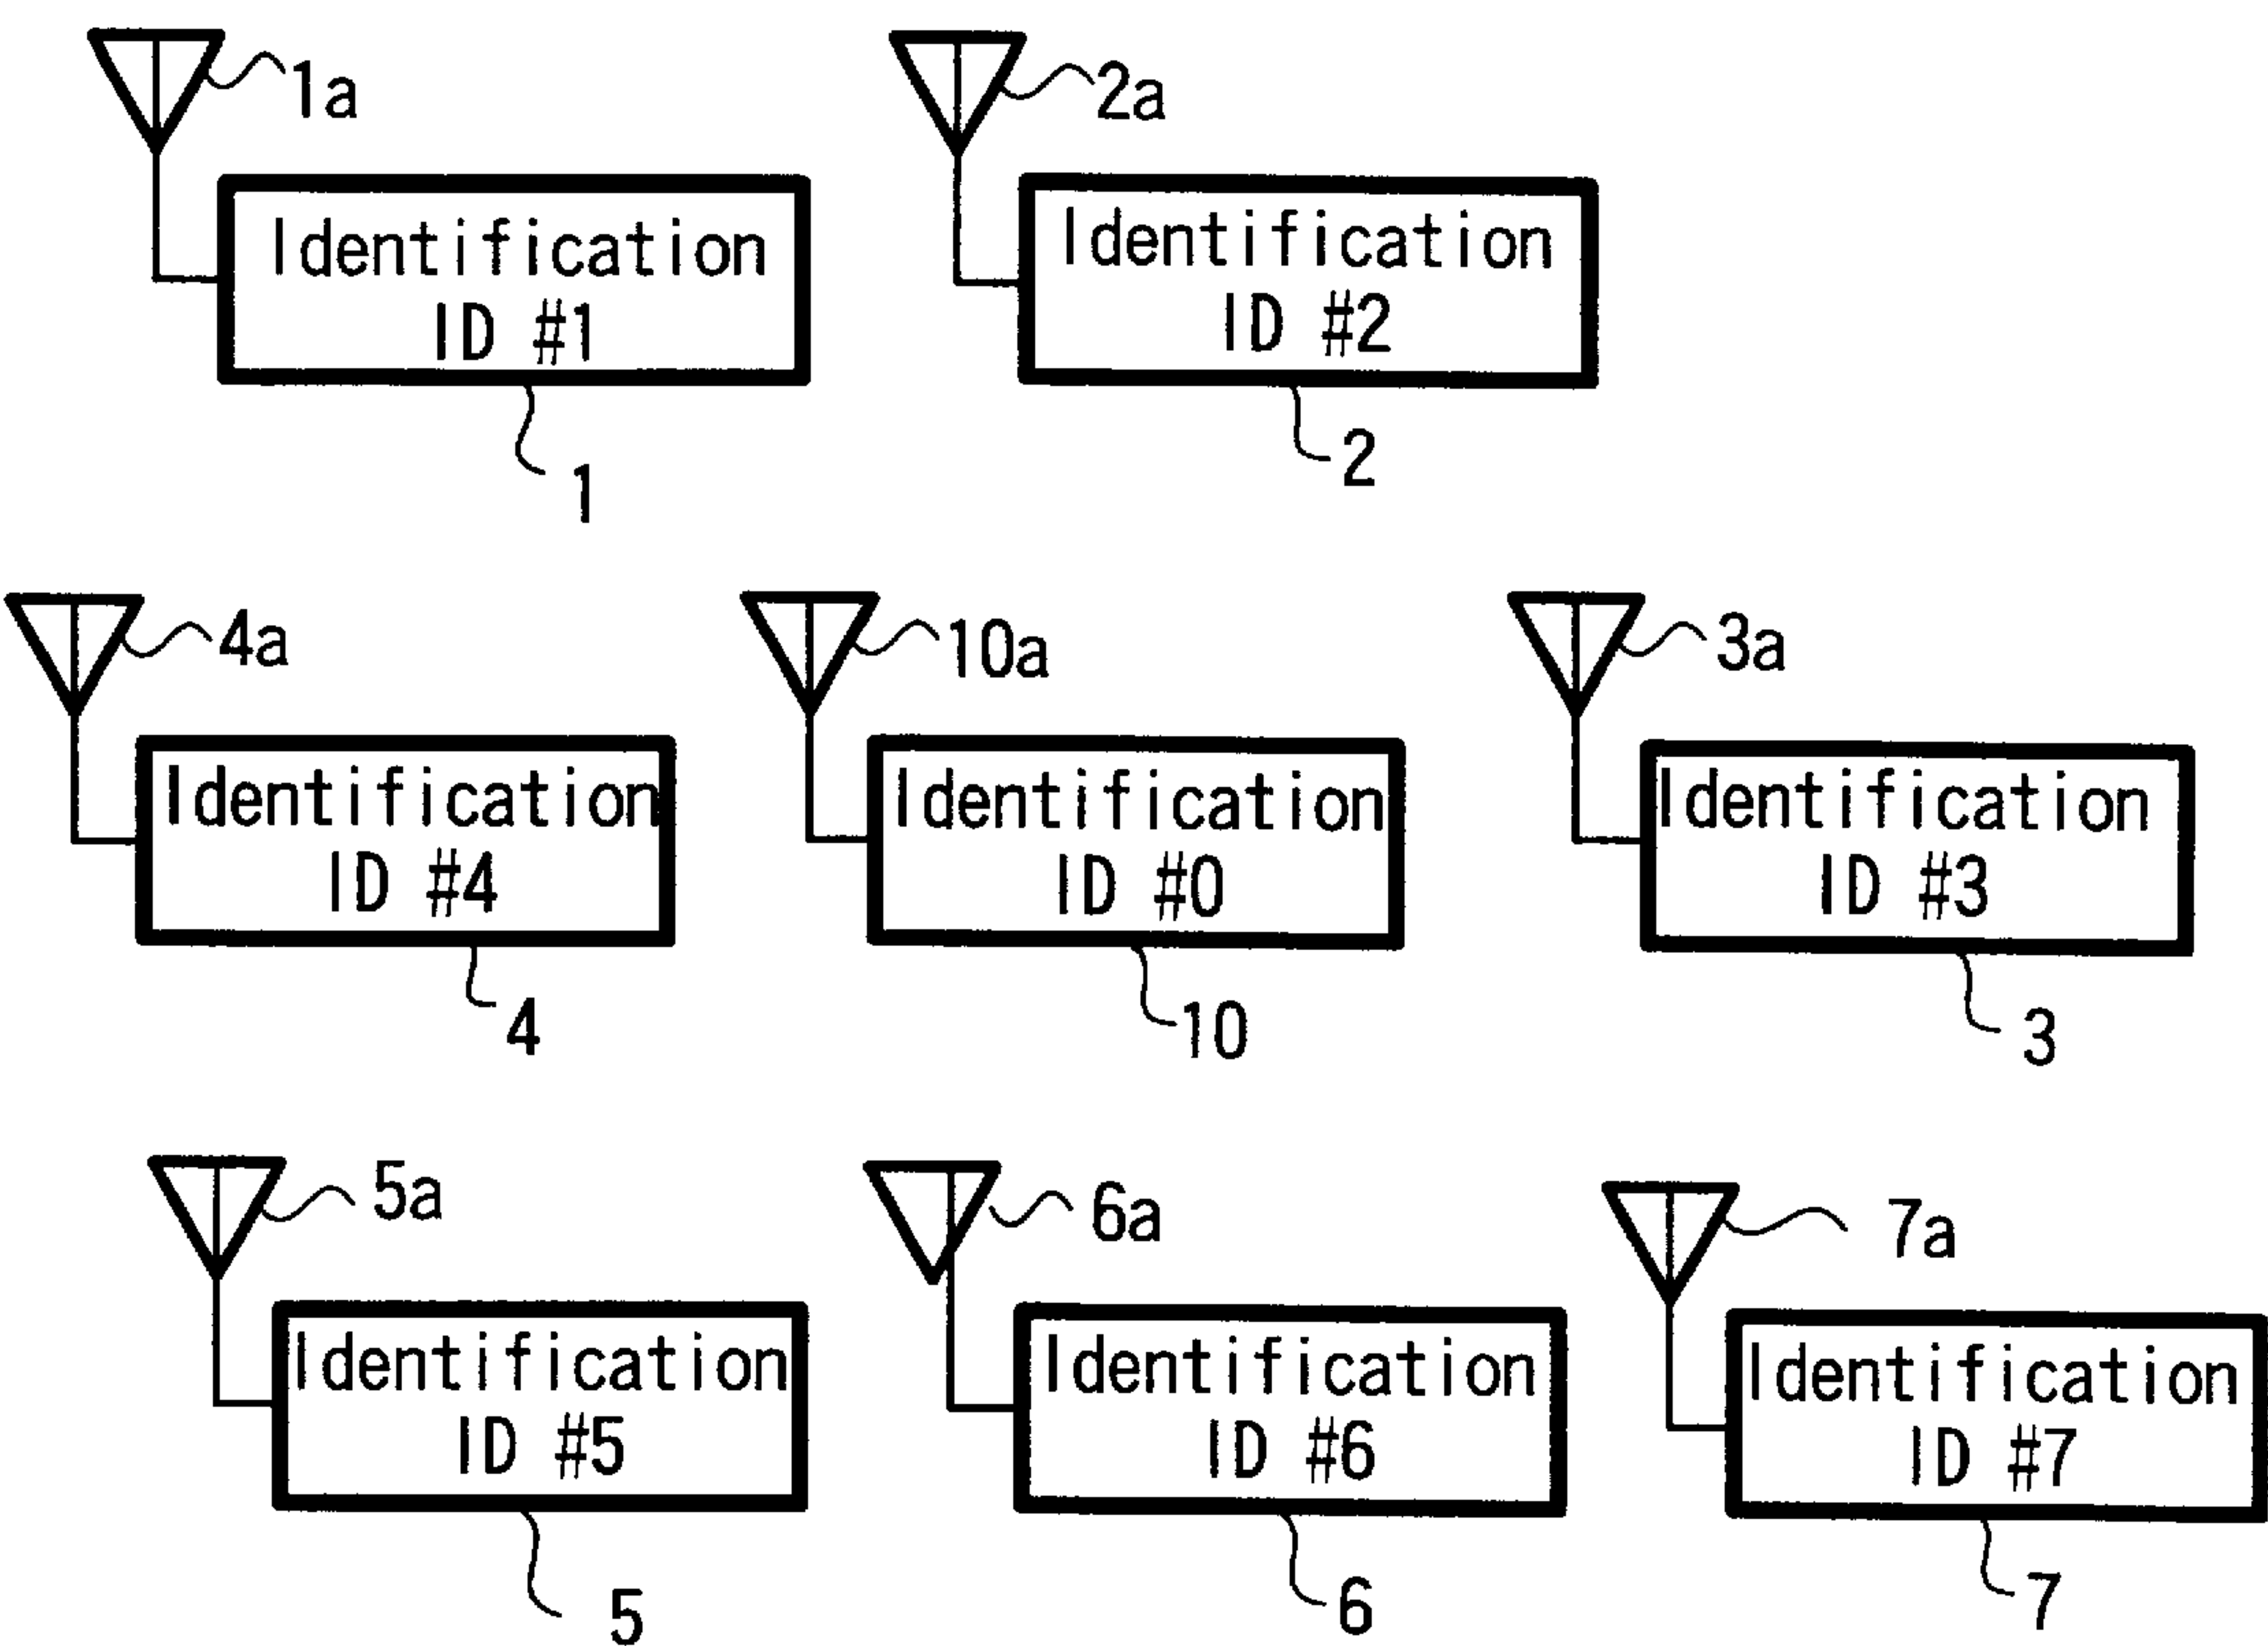 1a
2a
Identification
ID #1
Identification
ID #2
1
2
4a
10a
3a
Identification
ID #4
Identification
ID #0
Identification
ID #3
4
10
3
5a
6a
7a
Identification
ID #5
Identification
ID #6
Identification
ID #7
5
6
7